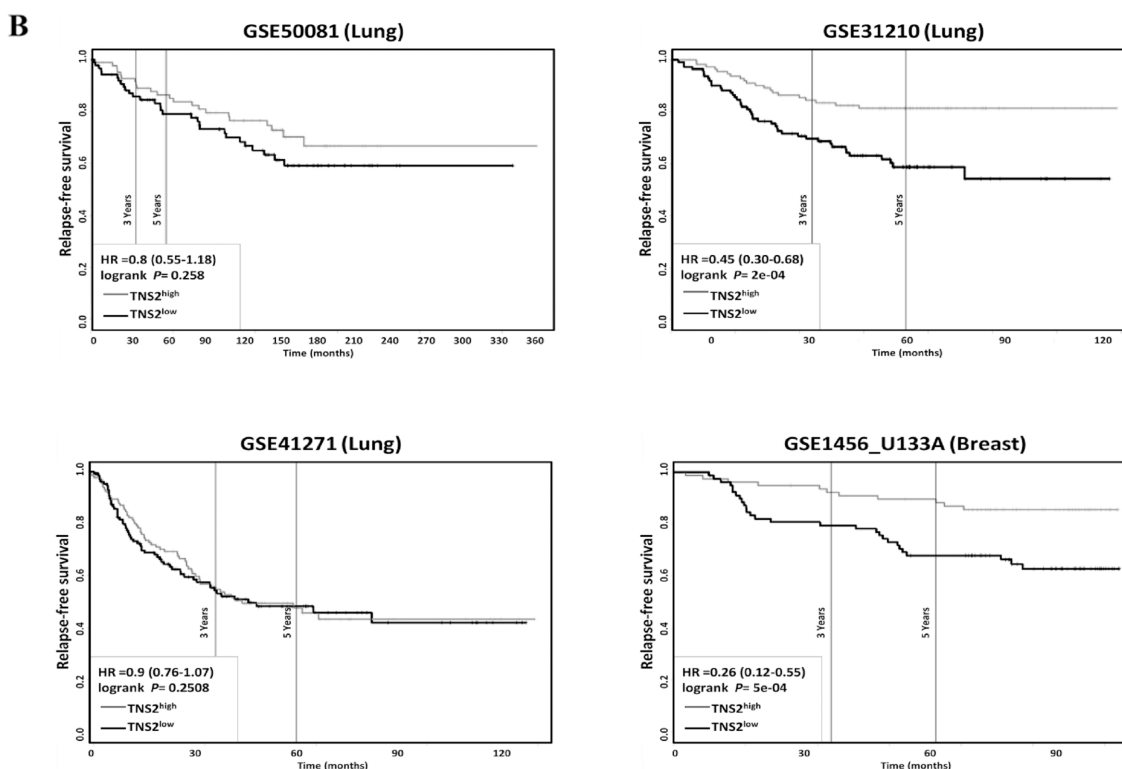 B
GSE50081 (Lung)
Relapse-free survival
1.0
0.8
0.6
0.4
0.2
0.0
3 Years
5 Years
HR =0.8 (0.55-1.18)
logrank P= 0.258
TNS2high
TNS2low
0 30 60 90 120 150 180 210 240 270 300 330 360
Time (months)
GSE31210 (Lung)
Relapse-free survival
1.0
0.8
0.6
0.4
0.2
0.0
3 Years
5 Years
HR =0.45 (0.30-0.68)
logrank P= 2e-04
TNS2high
TNS2low
0 30 60 90 120
Time (months)
GSE41271 (Lung)
Relapse-free survival
1.0
0.8
0.6
0.4
0.2
0.0
3 Years
5 Years
HR =0.9 (0.76-1.07)
logrank P= 0.2508
TNS2high
TNS2low
0 30 60 90 120
Time (months)
GSE1456_U133A (Breast)
Relapse-free survival
1.0
0.8
0.6
0.4
0.2
0.0
3 Years
5 Years
HR =0.26 (0.12-0.55)
logrank P= 5e-04
TNS2high
TNS2low
0 30 60 90
Time (months)